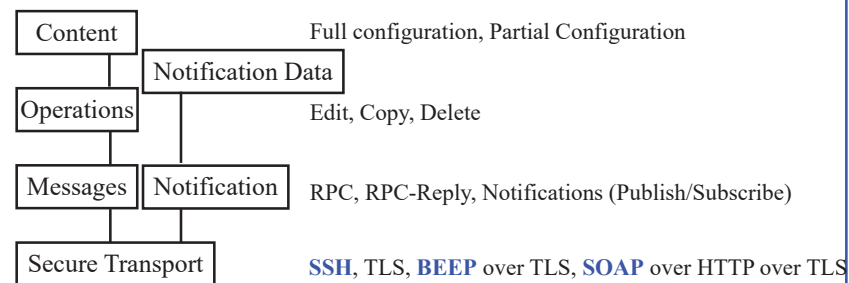 Content Full configuration, Partial Configuration
Notification Data
Operations Edit, Copy, Delete
Messages Notification RPC, RPC-Reply, Notifications (Publish/Subscribe)
Secure Transport SSH, TLS, BEEP over TLS, SOAP over HTTP over TLS